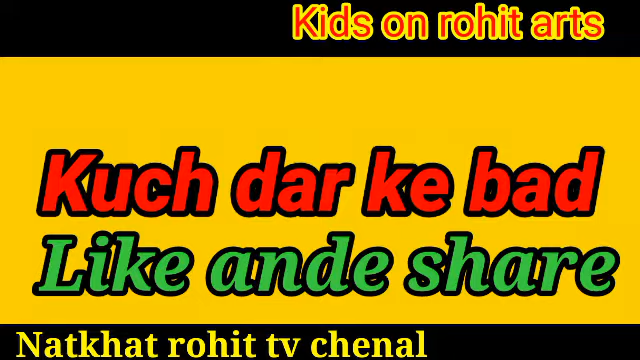 Kids on rohit arts
Kuch dar ke bad
Like ande share
Natkhat rohit tv chenal